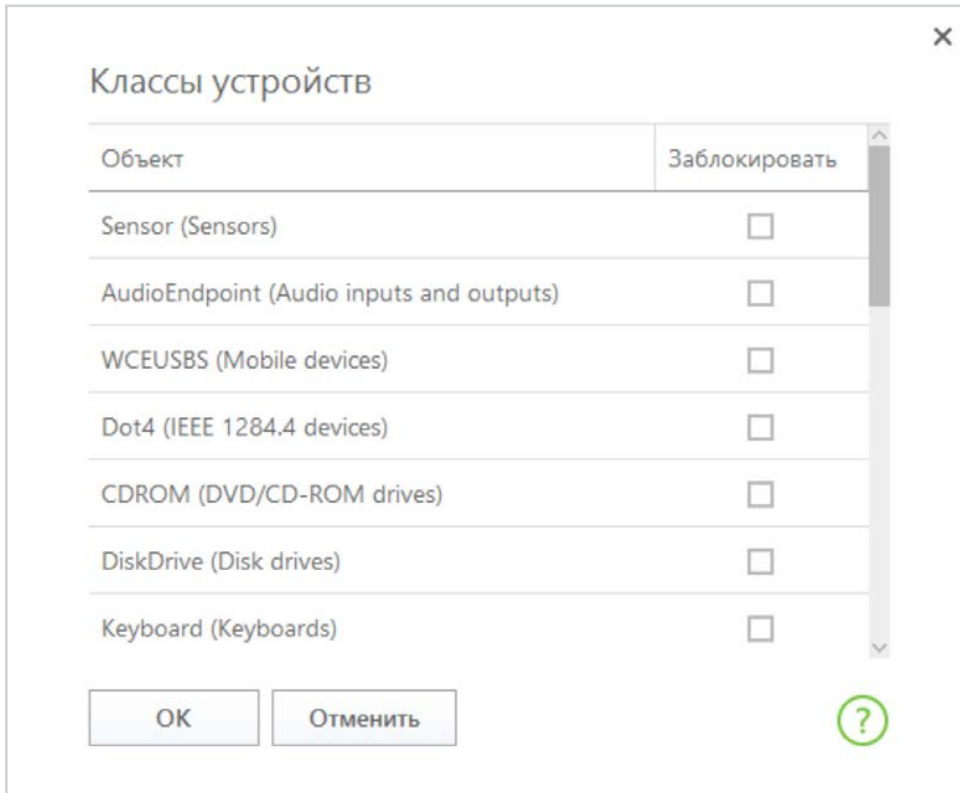 Классы устройств
Объект Заблокировать
Sensor (Sensors)
AudioEndpoint (Audio inputs and outputs)
WCEUSBS (Mobile devices)
Dot4 (IEEE 1284.4 devices)
CDROM (DVD/CD-ROM drives)
DiskDrive (Disk drives)
Keyboard (Keyboards)
OK Отменить ?